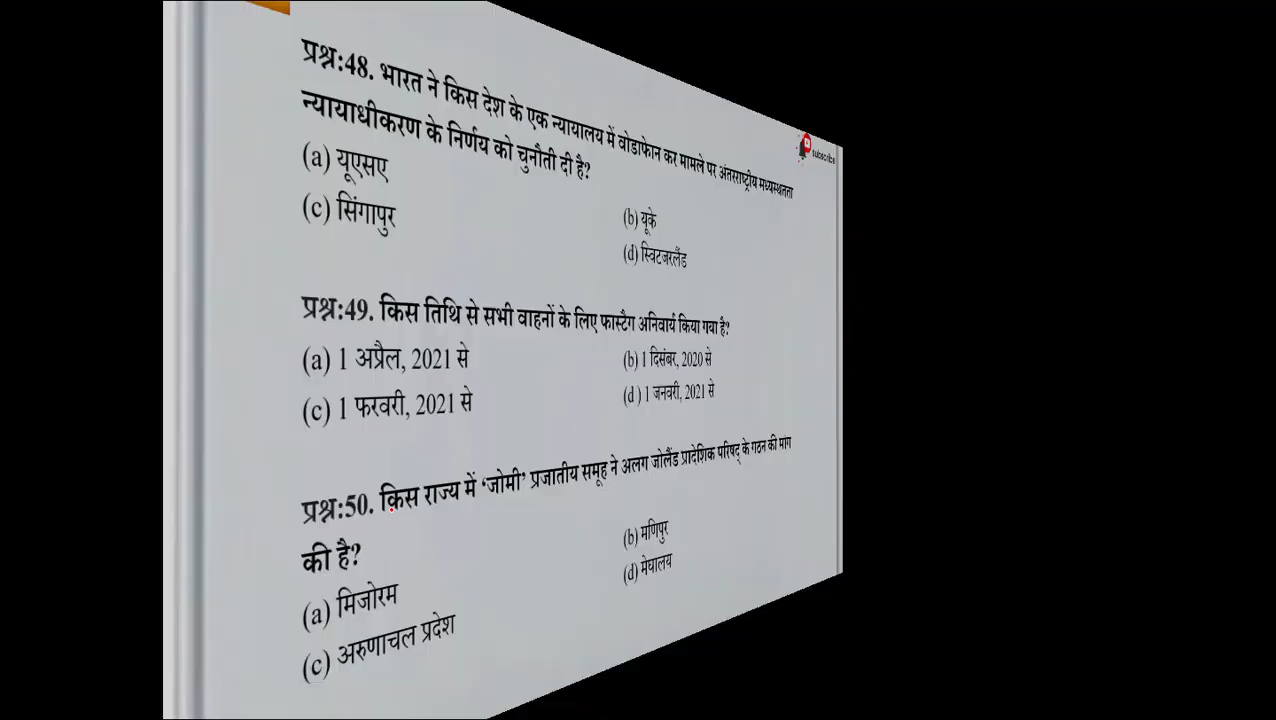 प्रश्न:48. भारत ने किस देश के एक न्यायालय में वोडाफोन कर मामले पर अंतरराष्ट्रीय मध्यस्थतता
न्यायाधीकरण के निर्णय को चुनौती दी है?
(a) यूएसए
(b) यूके
(c) सिंगापुर
(d) स्विटजरलैंड
प्रश्न:49. किस तिथि से सभी वाहनों के लिए फास्टैग अनिवार्य किया गया है?
(a) 1 अप्रैल, 2021 से
(b) 1 दिसंबर, 2020 से
(c) 1 फरवरी, 2021 से
(d ) 1 जनवरी, 2021 से
प्रश्न:50. किस राज्य में ‘जोमी’ प्रजातीय समूह ने अलग जोलैंड प्रादेशिक परिषद् के गठन की मांग
की है?
(a) मिजोरम
(b) मणिपुर
(c) अरुणाचल प्रदेश
(d) मेघालय
subscribe